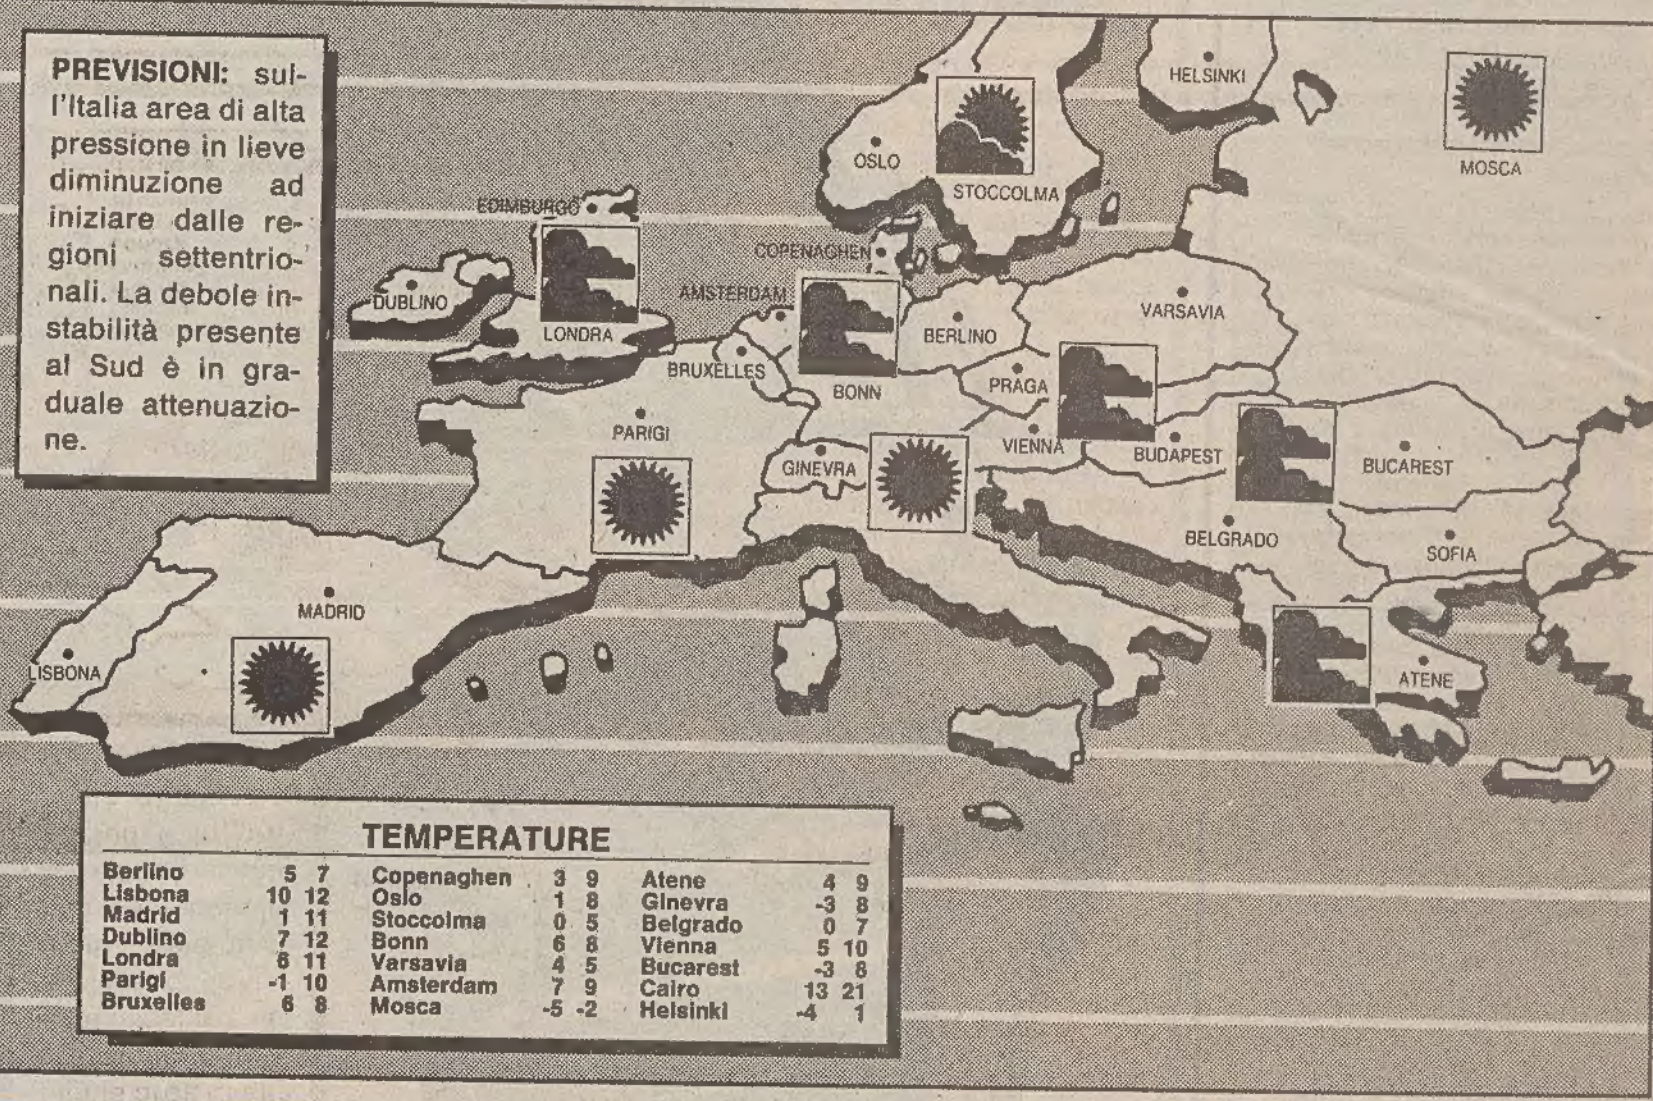 PREVISIONI: sul-
l'Italia area di alta
pressione in lieve
diminuzione ad
iniziare dalle re-
gioni settentrio-
nali. La debole in-
stabilità presente
al Sud è in gra-
duale attenuazio-
ne.
HELSINKI
MOSCA
OSLO
STOCCOLMA
EDIMBURGO
COPENAGHEN
DUBLINO
AMSTERDAM
VARSAVIA
LONDRA
BERLINO
BRUXELLES
BONN
PRAGA
PARIGI
VIENNA
BUDAPEST
GINEVRA
BUCAREST
BELGRADO
SOFIA
MADRID
LISBONA
ATENE
TEMPERATURE
Berlino 5 7 Copenaghen 3 9 Atene 4 9
Lisbona 10 12 Oslo 1 8 Ginevra -3 8
Madrid 1 11 Stoccolma 0 5 Belgrado 0 7
Dublino 7 12 Bonn 6 8 Vienna 5 10
Londra 6 11 Varsavia 4 5 Bucarest -3 8
Parigi -1 10 Amsterdam 7 9 Cairo 13 21
Bruxelles 6 8 Mosca -5 -2 Helsinki -4 1